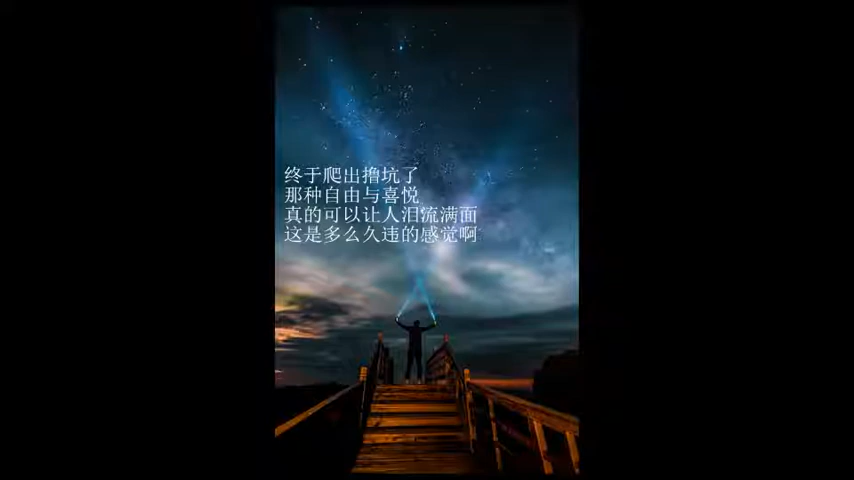 终于爬出撸坑了
那种自由与喜悦
真的可以让人泪流满面
这是多么久违的感觉啊